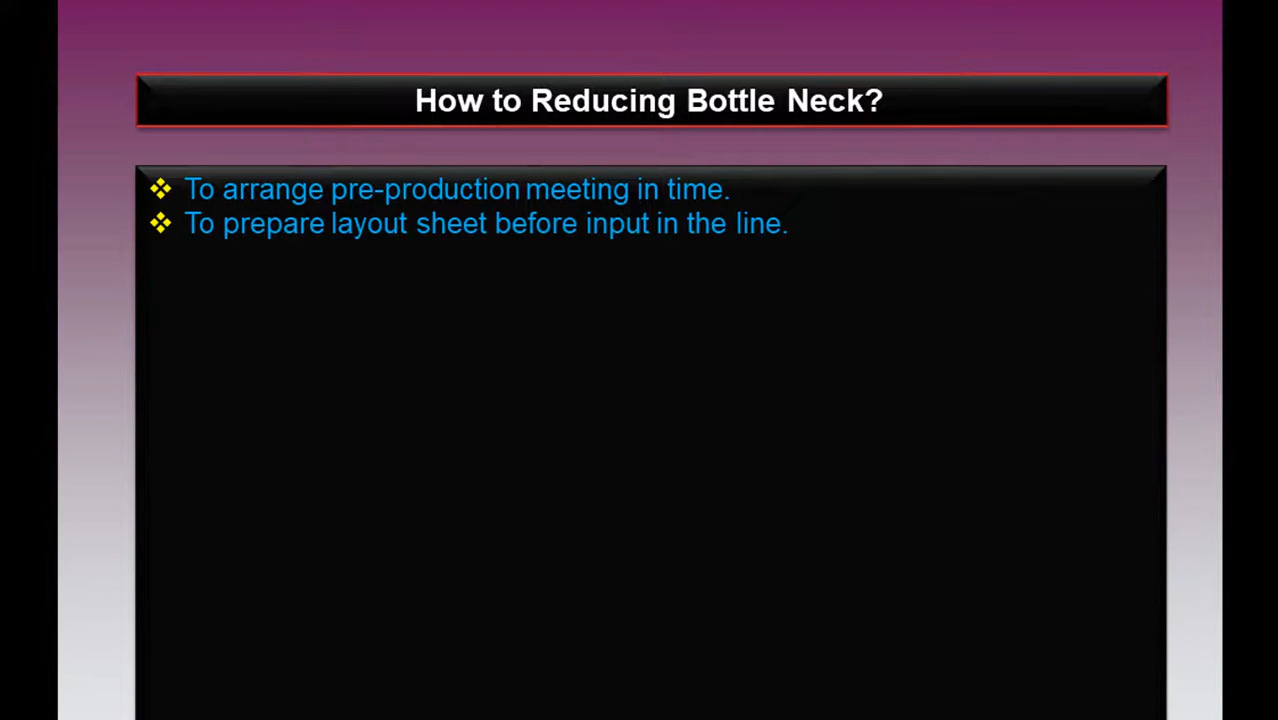 How to Reducing Bottle Neck?
To arrange pre-production meeting in time.
To prepare layout sheet before input in the line.